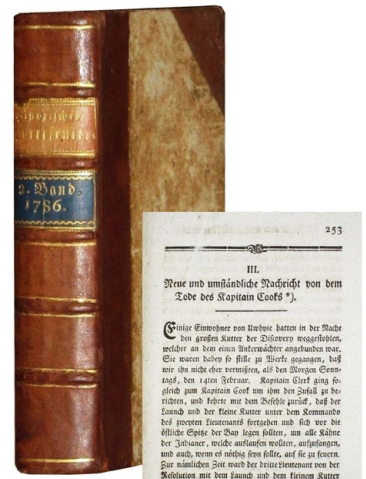 Historisches
Portefeuille
2. Band.
1786.
253
III.
Neue und umständliche Nachricht von dem
Tode des Kapitain Cooks *).
Einige Einwohner von Uwhyie hatten in der Nacht
den großen Kutter der Discovery weggestohlen,
welcher an dem einen Ankerwächter angebunden war.
Sie waren dabey so stille zu Werke gegangen, daß
wir ihn nicht eher vermißten, als den Morgen Sonn-
tags, den 14ten Februar. Kapitain Clerk ging so-
gleich zum Kapitain Cook um ihm den Zufall zu be-
richten, und kehrte mit dem Befehle zurück, daß der
Launch und der kleine Kutter unter dem Kommando
des zweyten Lieutenants fortgehen und sich vor die
östliche Spitze der Bay legen sollten, um alle Kähne
der Indianer, welche auslaufen wollten, aufzufangen,
und auch, wenn es nöthig seyn sollte, auf sie zu feuern.
Zur nämlichen Zeit ward der dritte Lieutenant von der
Resolution mit dem Launch und dem kleinem Kutter